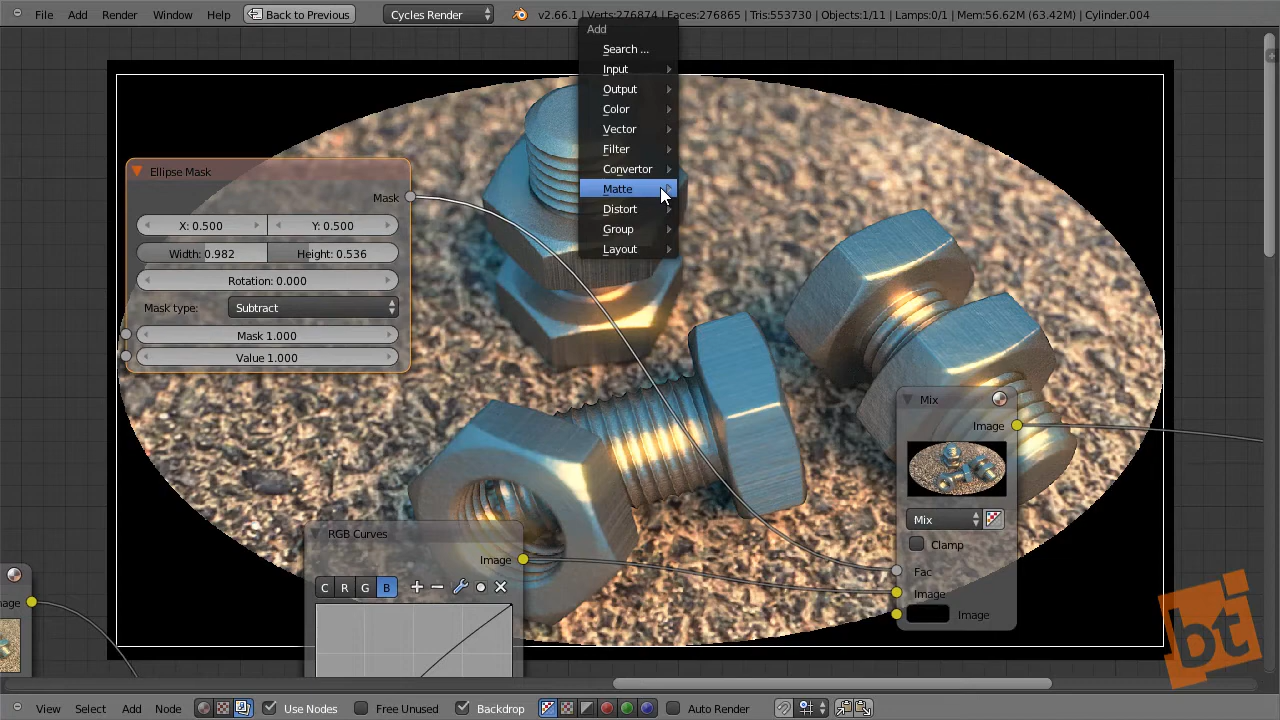 File Add Render Window Help Back to Previous Cycles Render v2.66.1 | Verts:276874 | Faces:276865 | Tris:553730 | Objects:1/11 | Lamps:0/1 | Mem:56.62M (63.42M) | Cylinder.004
Add
Search ...
Input
Output
Color
Vector
Filter
Convertor
Matte
Distort
Group
Layout
Ellipse Mask
Mask
X: 0.500 Y: 0.500
Width: 0.982 Height: 0.536
Rotation: 0.000
Mask type: Subtract
Mask 1.000
Value 1.000
Mix
Image
Mix
Clamp
Fac
Image
Image
RGB Curves
Image
C R G B
bt
View Select Add Node Use Nodes Free Unused Backdrop Auto Render